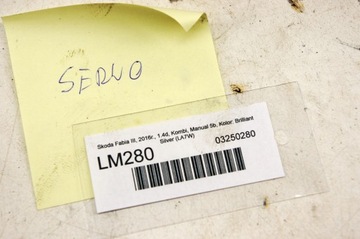 SERVO
Skoda Fabia III, 2016r., 1.4d, Kombi, Manual 5b, Kolor: Brilliant
Silver (LA7W)
LM280
03250280